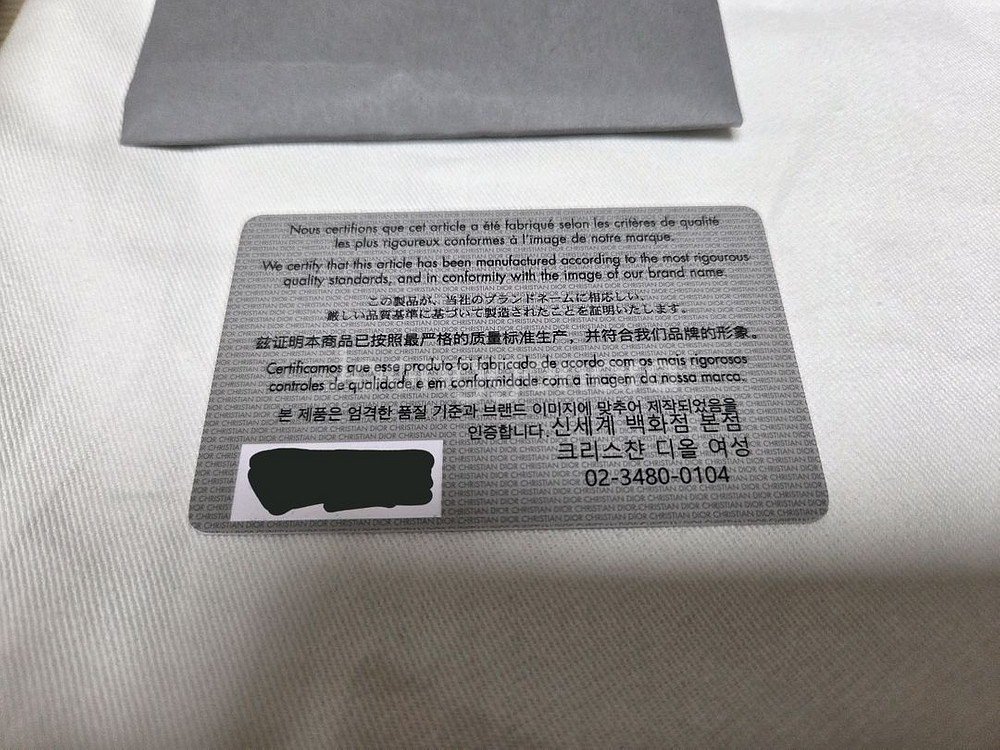 Nous certifions que cet article a été fabriqué selon les critères de qualité
les plus rigoureux conformes à l'image de notre marque.
We certify that this article has been manufactured according to the most rigourous
quality standards, and in conformity with the image of our brand name.
この製品が、当社のブランドネームに相応しい、
厳しい品質基準に基づいて製造されたことを証明いたします。
兹证明本商品已按照最严格的质量标准生产，并符合我们品牌的形象。
Certificamos que esse produto foi fabricado de acordo com os mais rigorosos
controles de qualidade e em conformidade com a imagem da nossa marca.
본 제품은 엄격한 품질 기준과 브랜드 이미지에 맞추어 제작되었음을
인증합니다.
신세계 백화점 본점
크리스챤 디올 여성
02-3480-0104
CHRISTIAN DIOR CHRISTIAN DIOR CHRISTIAN DIOR CHRISTIAN DIOR